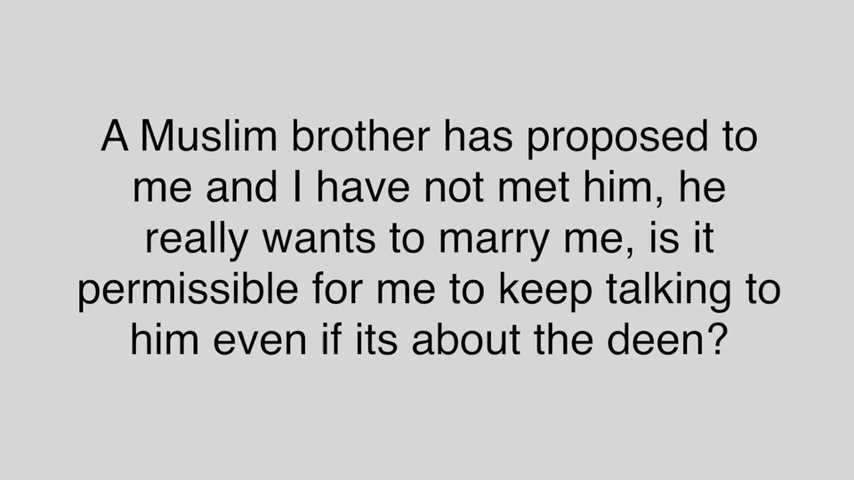 A Muslim brother has proposed to
me and I have not met him, he
really wants to marry me, is it
permissible for me to keep talking to
him even if its about the deen?